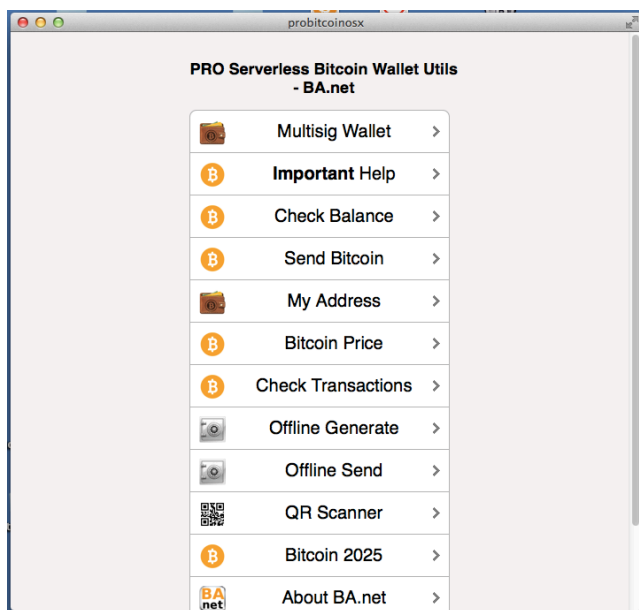 probitcoinosx
PRO Serverless Bitcoin Wallet Utils
- BA.net
Multisig Wallet
Important Help
Check Balance
Send Bitcoin
My Address
Bitcoin Price
Check Transactions
Offline Generate
Offline Send
QR Scanner
Bitcoin 2025
BA
net
About BA.net